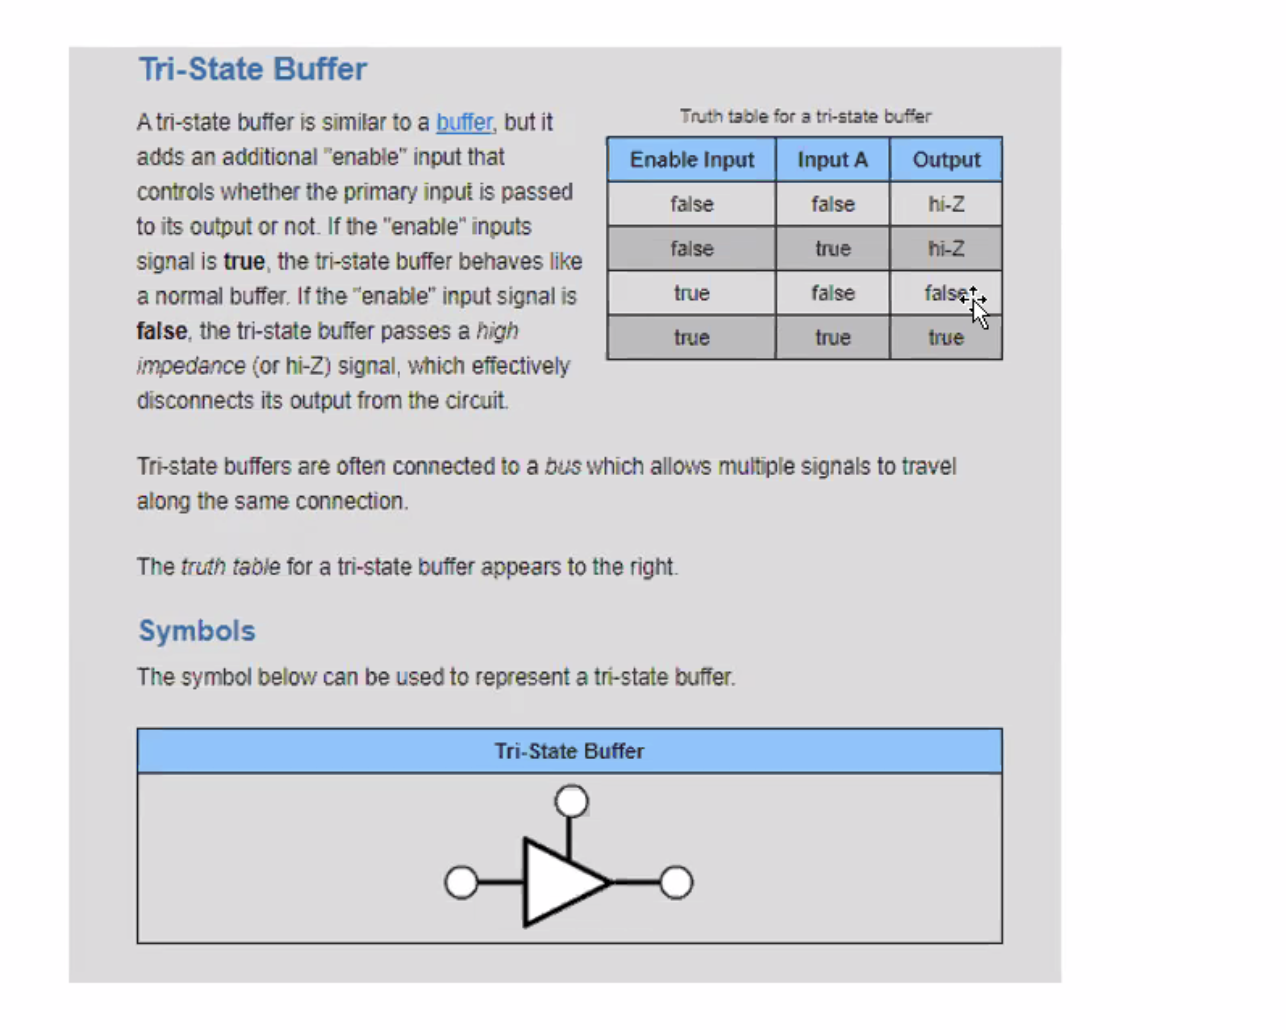 Tri-State Buffer
A tri-state buffer is similar to a buffer, but it
adds an additional "enable" input that
controls whether the primary input is passed
to its output or not. If the "enable" inputs
signal is true, the tri-state buffer behaves like
a normal buffer. If the "enable" input signal is
false, the tri-state buffer passes a high
impedance (or hi-Z) signal, which effectively
disconnects its output from the circuit.
Truth table for a tri-state buffer
Enable Input Input A Output
false false hi-Z
false true hi-Z
true false false
true true true
Tri-state buffers are often connected to a bus which allows multiple signals to travel
along the same connection.
The truth table for a tri-state buffer appears to the right.
Symbols
The symbol below can be used to represent a tri-state buffer.
Tri-State Buffer